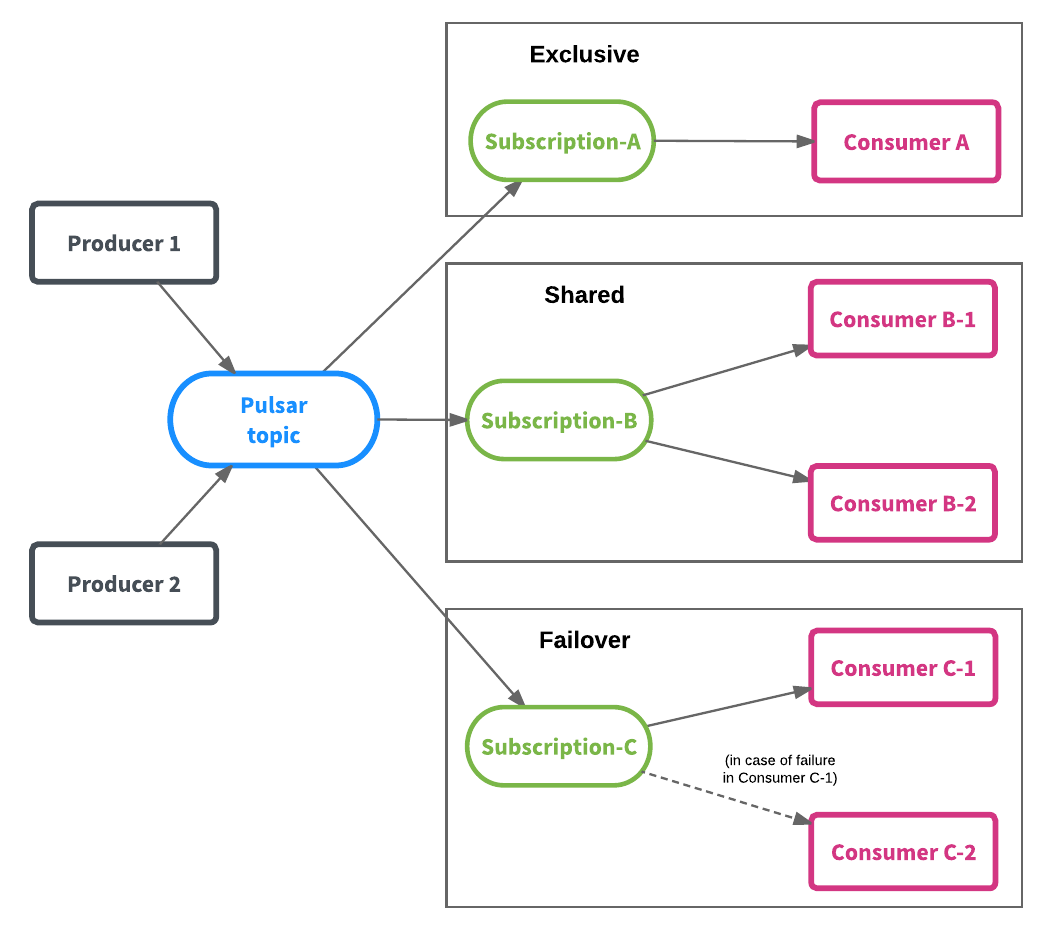 Exclusive
Subscription-A
Consumer A
Producer 1
Pulsar
topic
Producer 2
Shared
Consumer B-1
Subscription-B
Consumer B-2
Failover
Consumer C-1
Subscription-C
(in case of failure
in Consumer C-1)
Consumer C-2